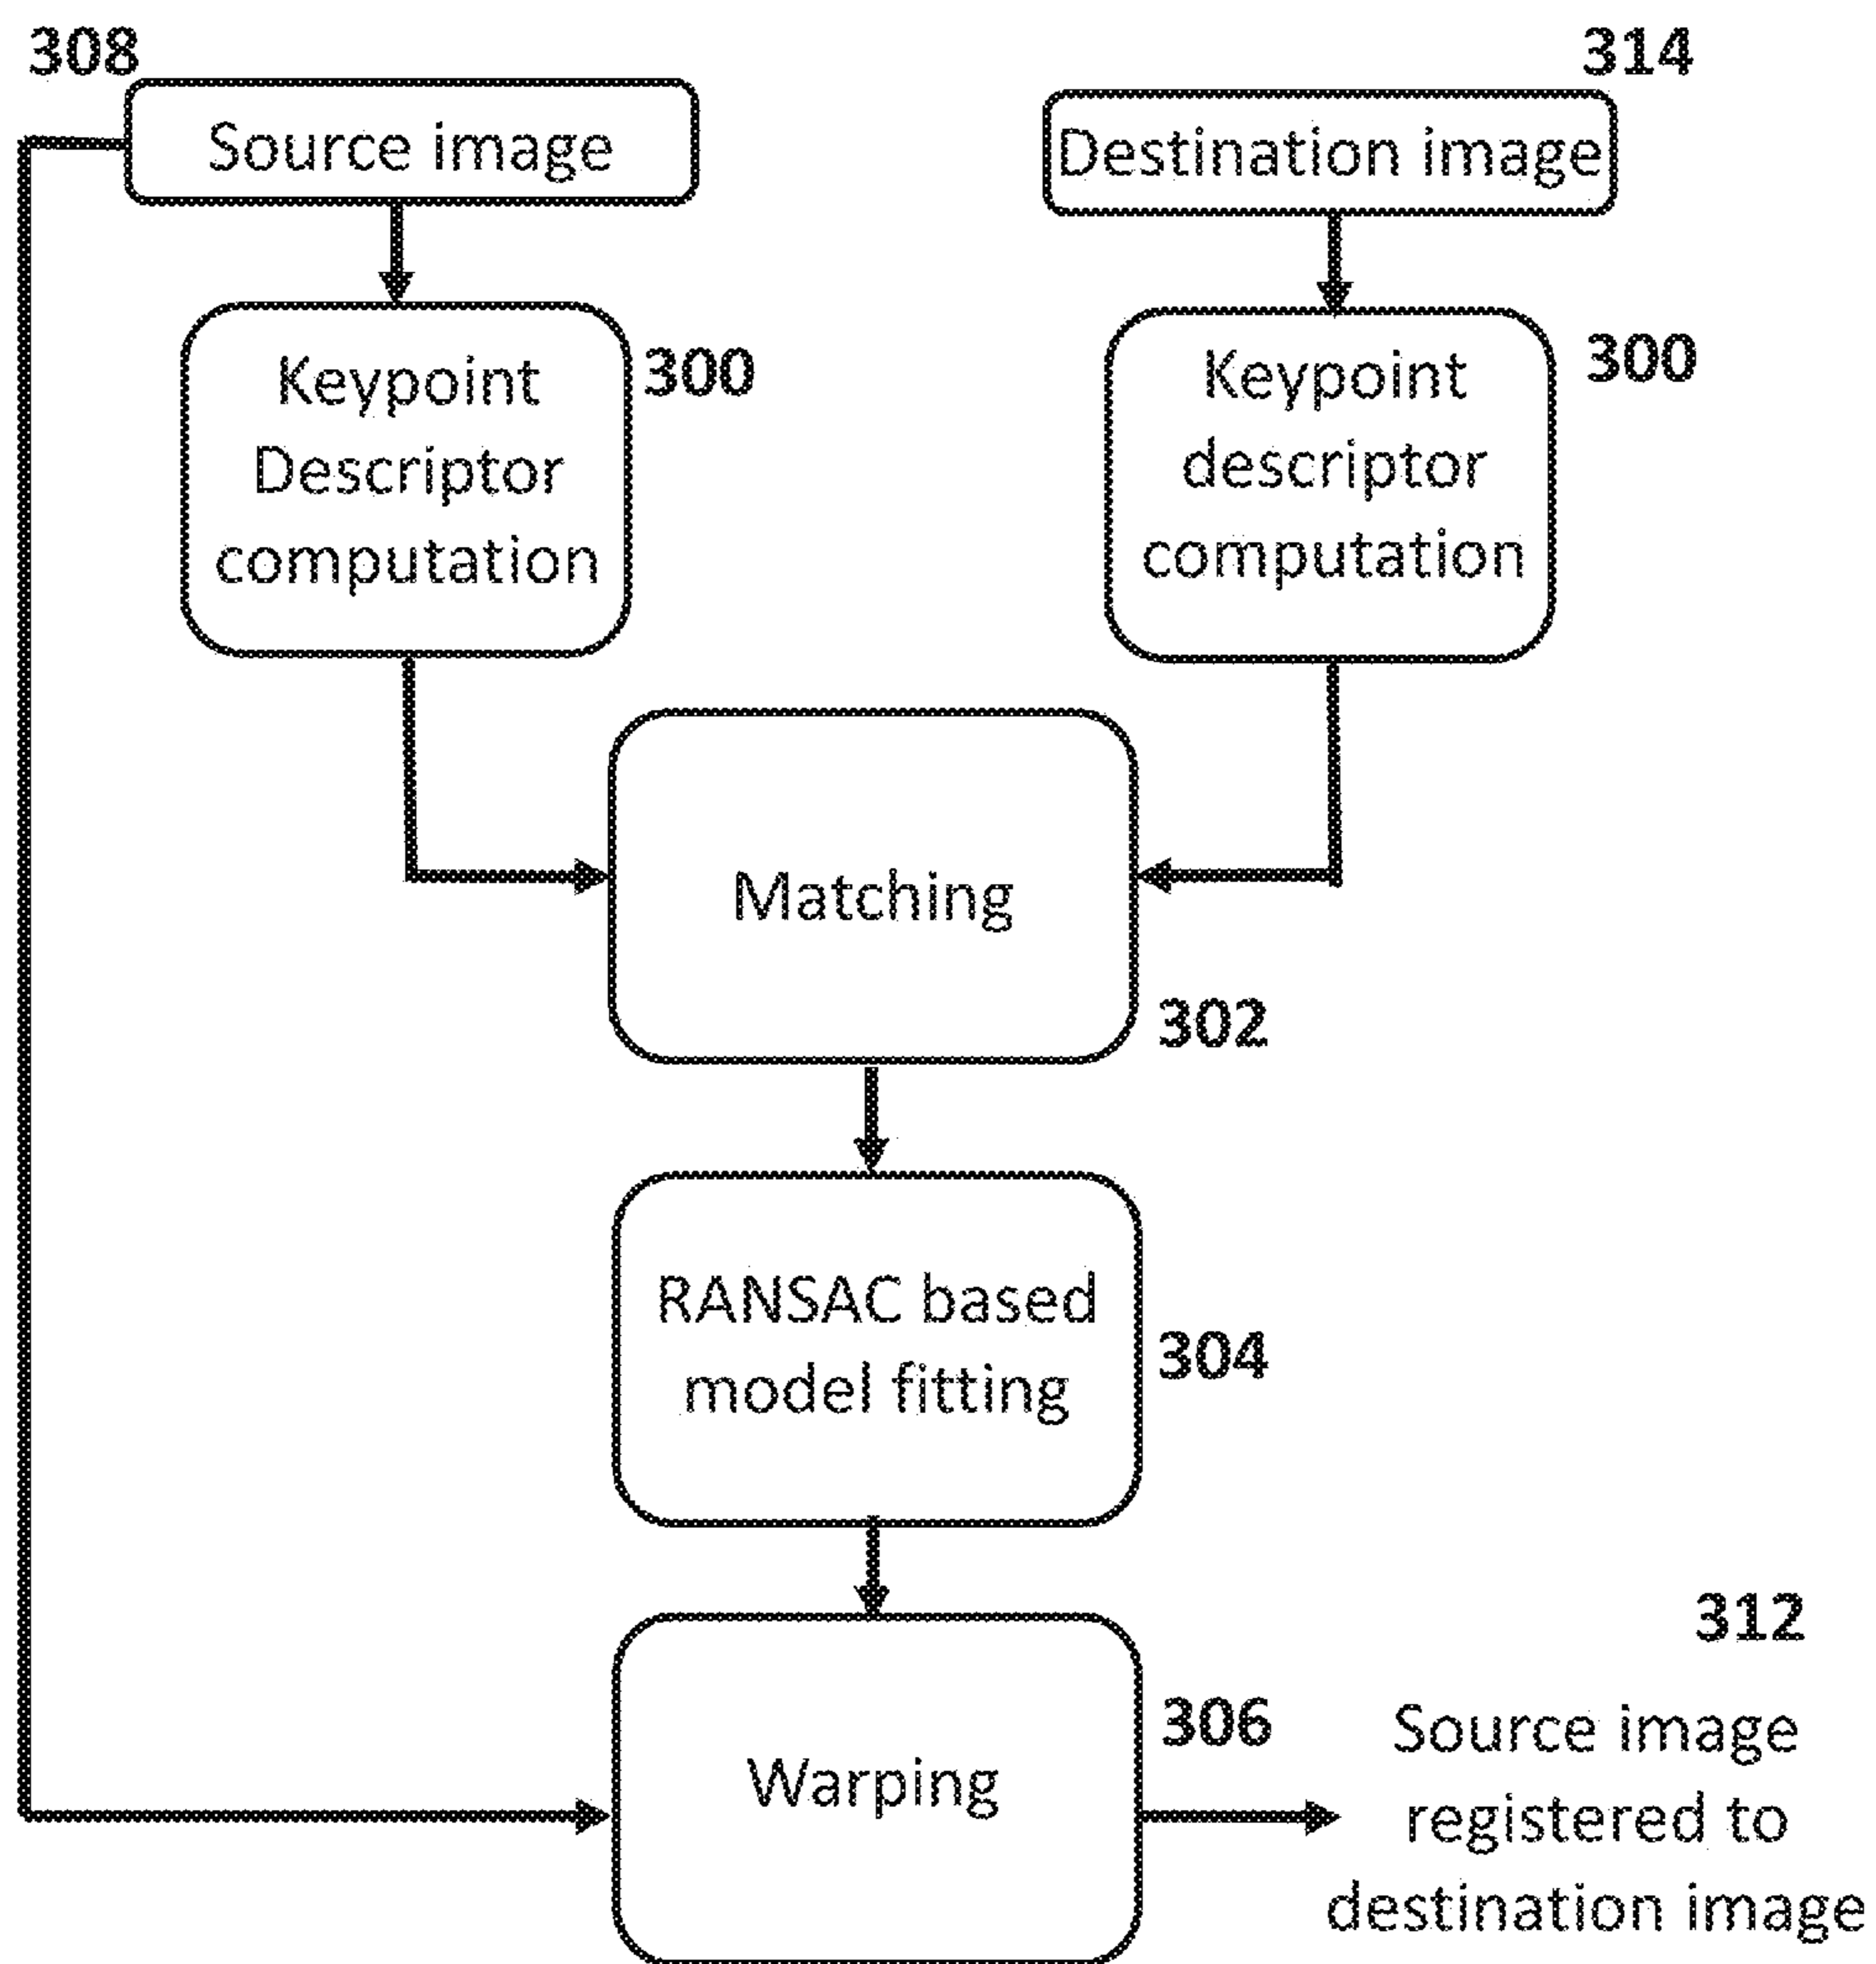 308
Source image
314
Destination image
Keypoint
Descriptor
computation
300
Keypoint
descriptor
computation
300
Matching
302
RANSAC based
model fitting
304
Warping
306
312
Source image
registered to
destination image